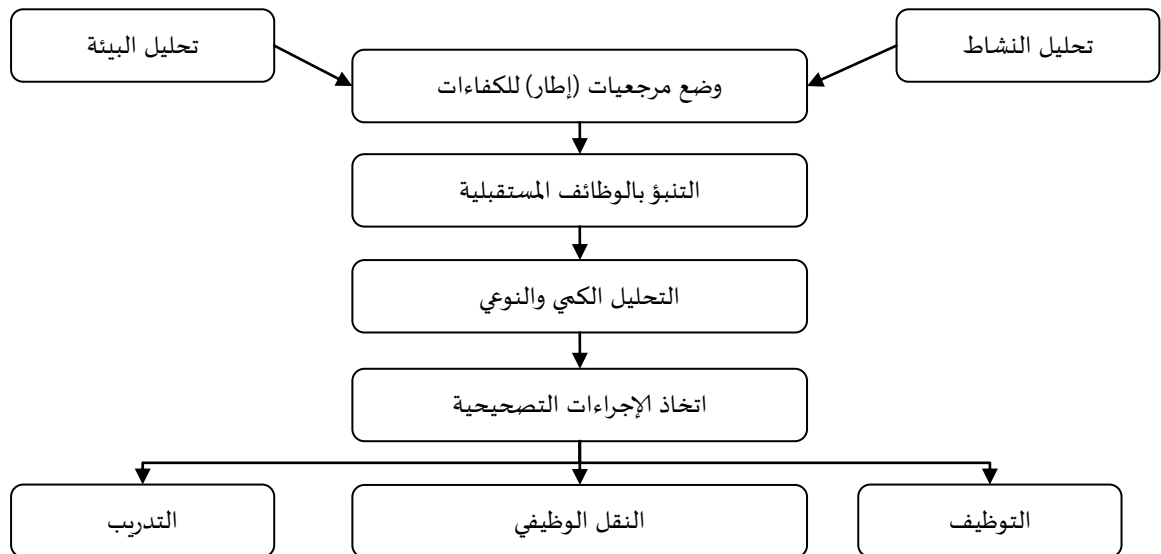 تحليل النشاط
تحليل البيئة
وضع مرجعيات (إطار) للكفاءات
التنبؤ بالوظائف المستقبلية
التحليل الكمي والنوعي
اتخاذ الإجراءات التصحيحية
التوظيف
النقل الوظيفي
التدريب